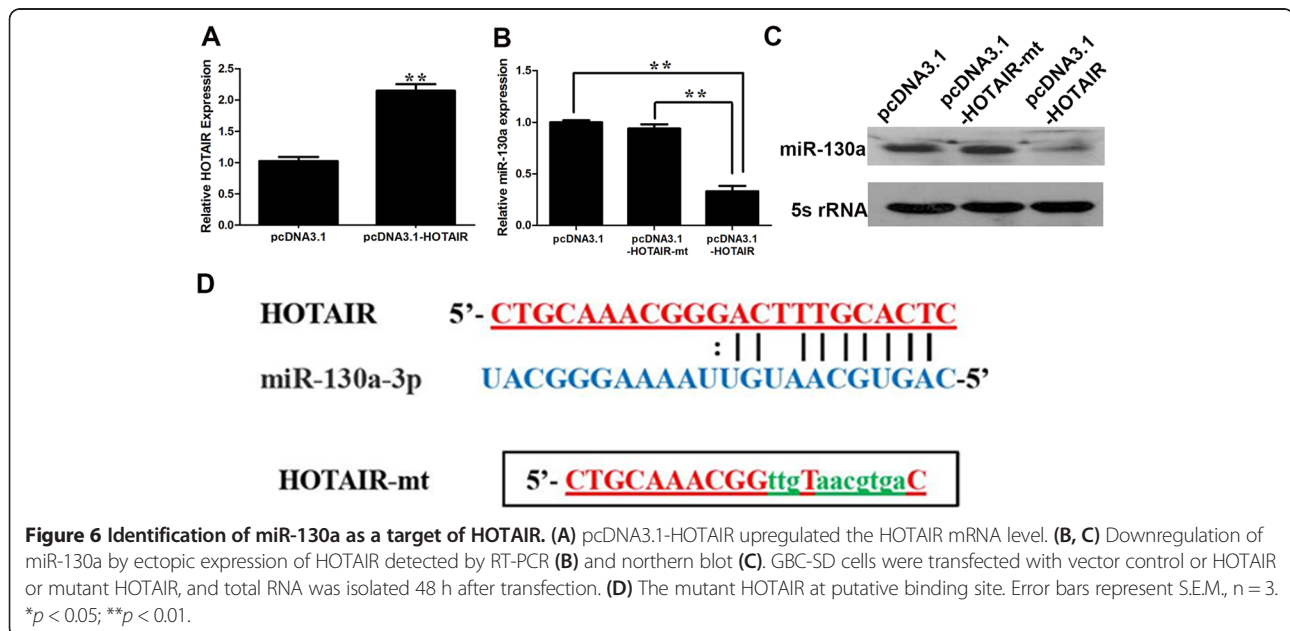 A
Relative HOTAIR Expression
2.5
2.0
1.5
1.0
0.5
0.0
**
pcDNA3.1
pcDNA3.1-HOTAIR
B
Relative miR-130a expression
1.5
1.0
0.5
0.0
**
**
pcDNA3.1
pcDNA3.1
-HOTAIR-mt
pcDNA3.1
-HOTAIR
C
pcDNA3.1
pcDNA3.1
-HOTAIR-mt
pcDNA3.1
-HOTAIR
miR-130a
5s rRNA
D
HOTAIR 5’- CTGCAAACGGGACTTTGCACTC
: | | | | | | | | |
miR-130a-3p UACGGGAAAAUUGUAACGUGAC-5’
HOTAIR-mt 5’- CTGCAAACGGttgTaacgtgaC
Figure 6 Identification of miR-130a as a target of HOTAIR. (A) pcDNA3.1-HOTAIR upregulated the HOTAIR mRNA level. (B, C) Downregulation of
miR-130a by ectopic expression of HOTAIR detected by RT-PCR (B) and northern blot (C). GBC-SD cells were transfected with vector control or HOTAIR
or mutant HOTAIR, and total RNA was isolated 48 h after transfection. (D) The mutant HOTAIR at putative binding site. Error bars represent S.E.M., n = 3.
*p < 0.05; **p < 0.01.